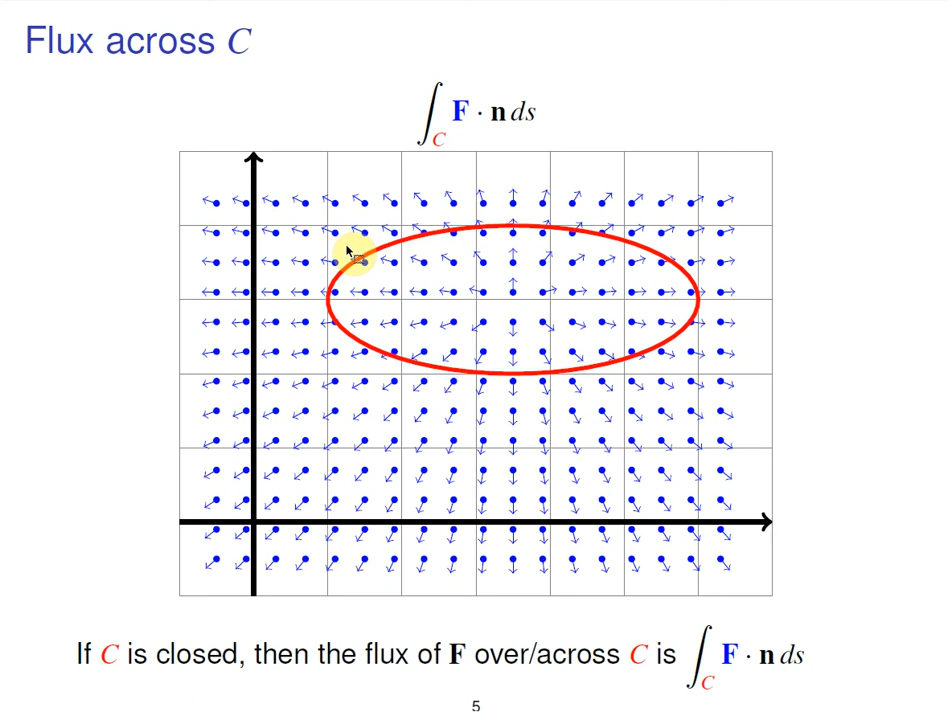 Flux across C
∫_C F · n ds
If C is closed, then the flux of F over/across C is ∫_C F · n ds
5